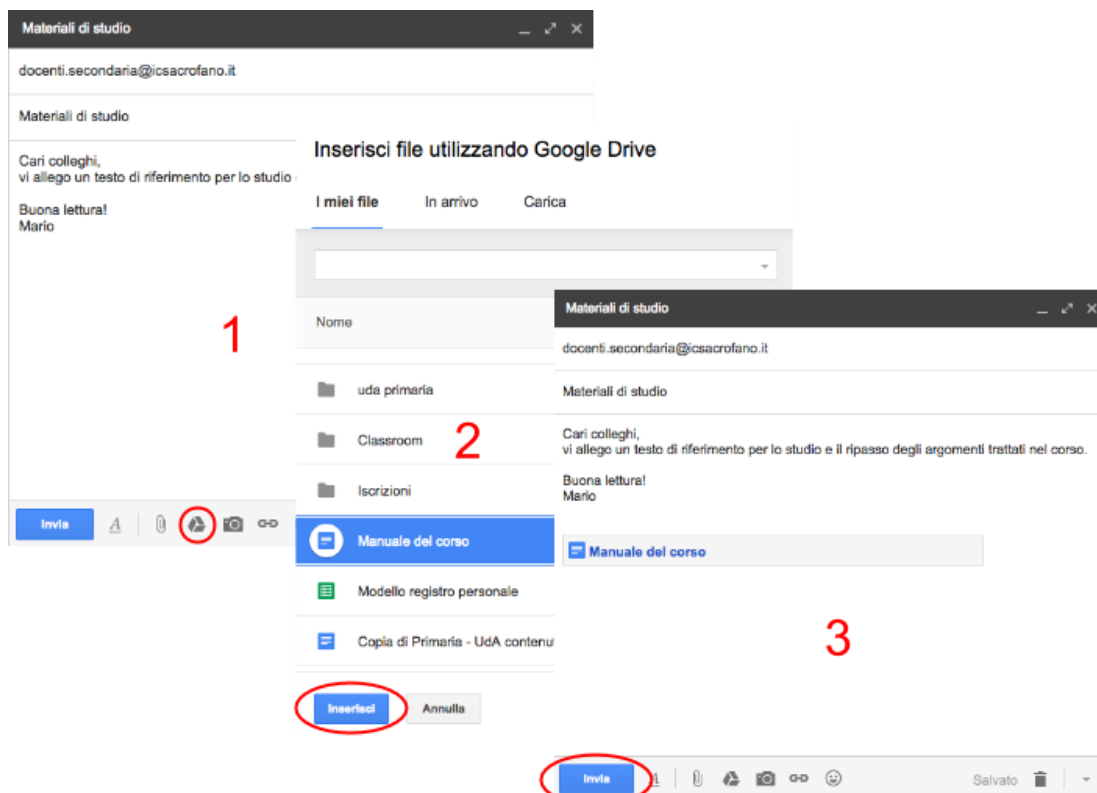 Materiali di studio
docenti.secondaria@icsacrofano.it
Materiali di studio
Cari colleghi,
vi allego un testo di riferimento per lo studio
Buona lettura!
Mario
1
Invia
A
Inserisci file utilizzando Google Drive
I miei file In arrivo Carica
Nome
uda primaria
Classroom
2
Iscrizioni
Manuale del corso
Modello registro personale
Copia di Primaria - UdA contenu
Inserisci Annulla
Materiali di studio
docenti.secondaria@icsacrofano.it
Materiali di studio
Cari colleghi,
vi allego un testo di riferimento per lo studio e il ripasso degli argomenti trattati nel corso.
Buona lettura!
Mario
Manuale del corso
3
Invia A Salvato